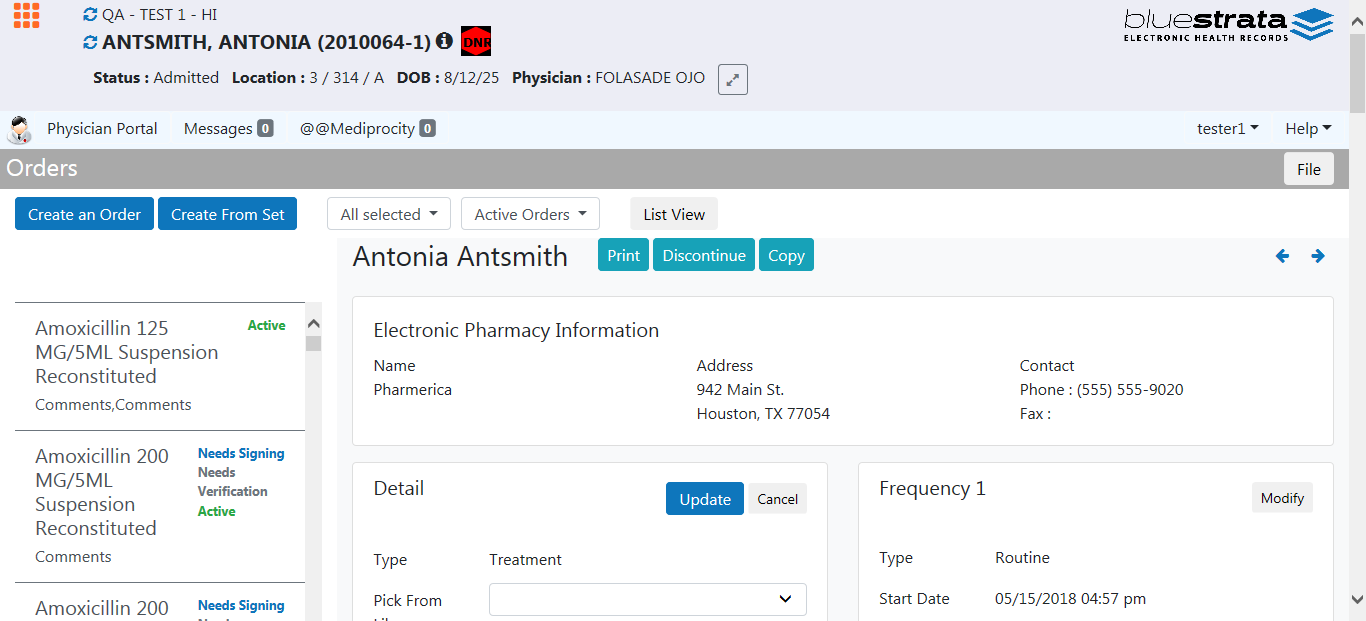 QA - TEST 1 - HI
ANTSMITH, ANTONIA (2010064-1) DNR
Status : Admitted Location : 3 / 314 / A DOB : 8/12/25 Physician : FOLASADE OJO
bluestrata
ELECTRONIC HEALTH RECORDS
Physician Portal Messages 0 @@Mediprocity 0 tester1 Help
Orders File
Create an Order Create From Set All selected Active Orders List View
Antonia Antsmith Print Discontinue Copy
Amoxicillin 125 Active
MG/5ML Suspension
Reconstituted
Comments,Comments
Amoxicillin 200 Needs Signing
MG/5ML Needs
Suspension Verification
Reconstituted Active
Comments
Amoxicillin 200 Needs Signing
Electronic Pharmacy Information
Name Address Contact
Pharmerica 942 Main St. Phone : (555) 555-9020
Houston, TX 77054 Fax :
Detail Update Cancel
Type Treatment
Pick From
Frequency 1 Modify
Type Routine
Start Date 05/15/2018 04:57 pm